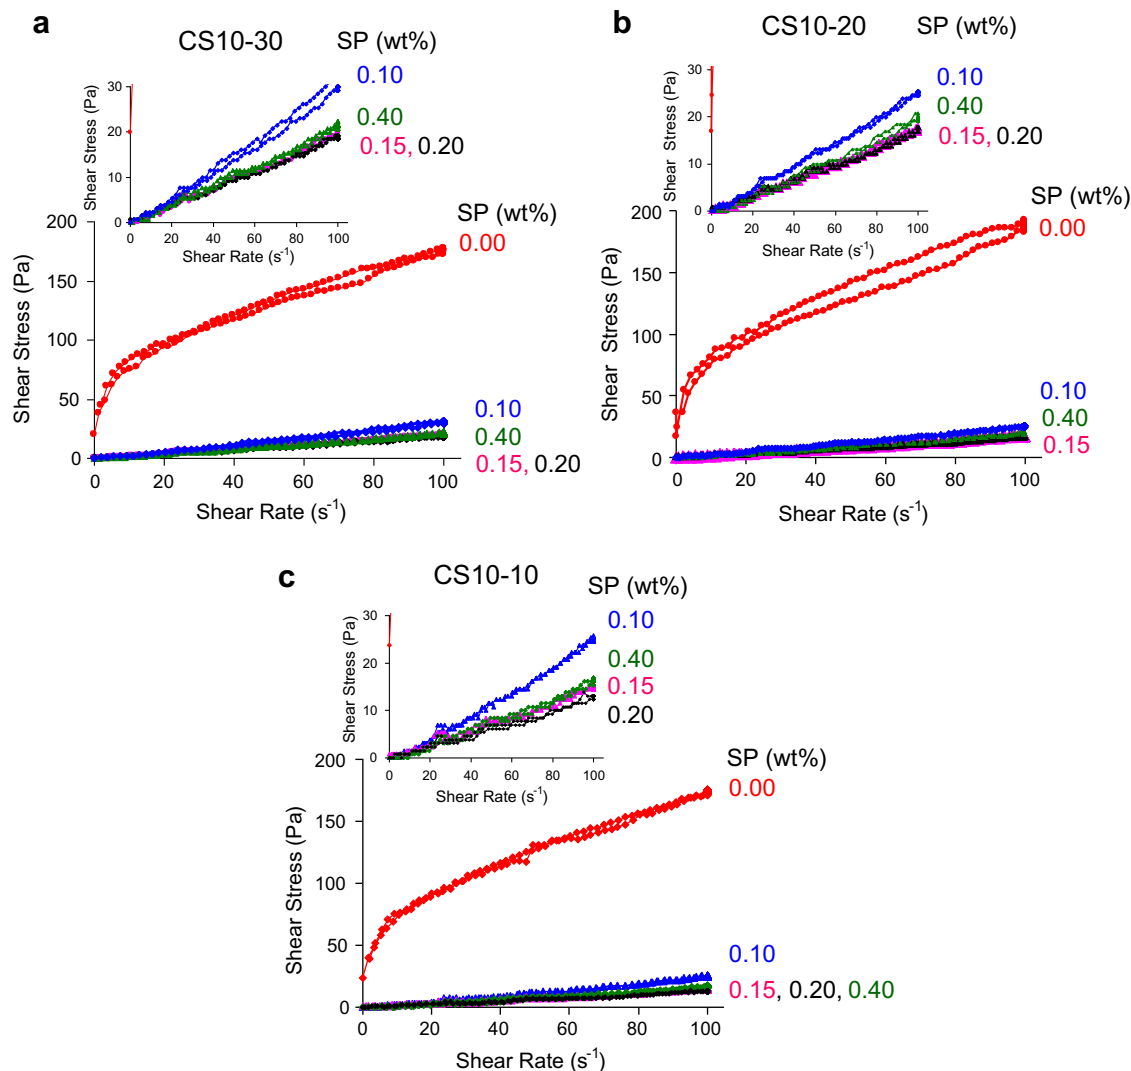 a
CS10-30
SP (wt%)
0.10
0.40
0.15, 0.20
Shear Stress (Pa)
30
20
10
0
0 20 40 60 80 100
Shear Rate (s⁻¹)
SP (wt%)
0.00
Shear Stress (Pa)
200
150
100
50
0
0.10
0.40
0.15, 0.20
0 20 40 60 80 100
Shear Rate (s⁻¹)
b
CS10-20
SP (wt%)
0.10
0.40
0.15, 0.20
Shear Stress (Pa)
30
20
10
0
0 20 40 60 80 100
Shear Rate (s⁻¹)
SP (wt%)
0.00
Shear Stress (Pa)
200
150
100
50
0
0.10
0.40
0.15
0 20 40 60 80 100
Shear Rate (s⁻¹)
c
CS10-10
SP (wt%)
0.10
0.40
0.15
0.20
Shear Stress (Pa)
30
20
10
0
0 20 40 60 80 100
Shear Rate (s⁻¹)
SP (wt%)
0.00
Shear Stress (Pa)
200
150
100
50
0
0.10
0.15, 0.20, 0.40
0 20 40 60 80 100
Shear Rate (s⁻¹)